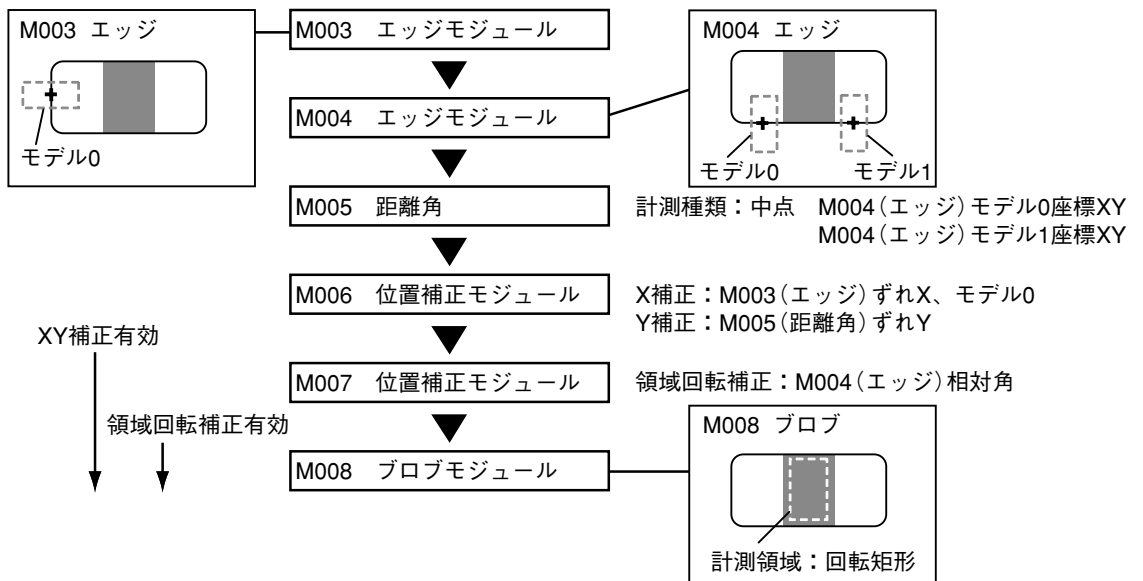 M003 エッジ
モデル0
M003 エッジモジュール
M004 エッジ
モデル0 モデル1
M004 エッジモジュール
M005 距離角
計測種類：中点 M004(エッジ)モデル0座標XY
M004(エッジ)モデル1座標XY
M006 位置補正モジュール
X補正：M003(エッジ)ずれX、モデル0
Y補正：M005(距離角)ずれY
XY補正有効
M007 位置補正モジュール
領域回転補正：M004(エッジ)相対角
領域回転補正有効
M008 ブロブモジュール
M008 ブロブ
計測領域：回転矩形